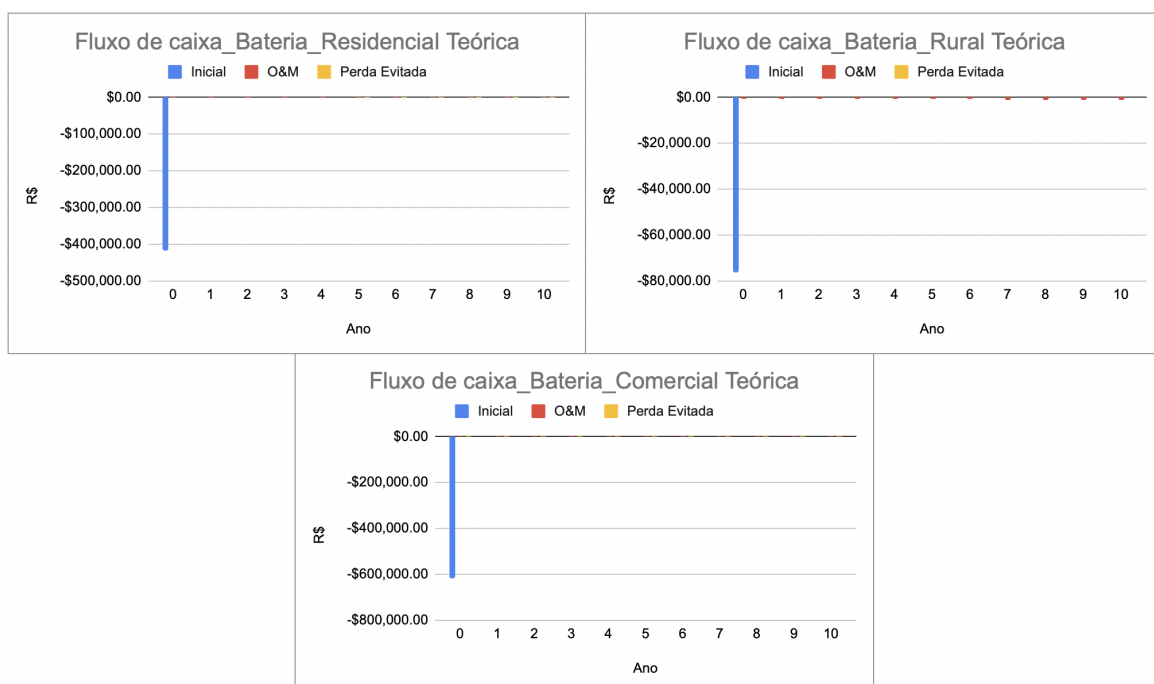 Fluxo de caixa_Bateria_Residencial Teórica
Inicial O&M Perda Evitada
$0.00
-$100,000.00
-$200,000.00
-$300,000.00
-$400,000.00
-$500,000.00
R$
0 1 2 3 4 5 6 7 8 9 10
Ano
Fluxo de caixa_Bateria_Rural Teórica
Inicial O&M Perda Evitada
$0.00
-$20,000.00
-$40,000.00
-$60,000.00
-$80,000.00
R$
0 1 2 3 4 5 6 7 8 9 10
Ano
Fluxo de caixa_Bateria_Comercial Teórica
Inicial O&M Perda Evitada
$0.00
-$200,000.00
-$400,000.00
-$600,000.00
-$800,000.00
R$
0 1 2 3 4 5 6 7 8 9 10
Ano